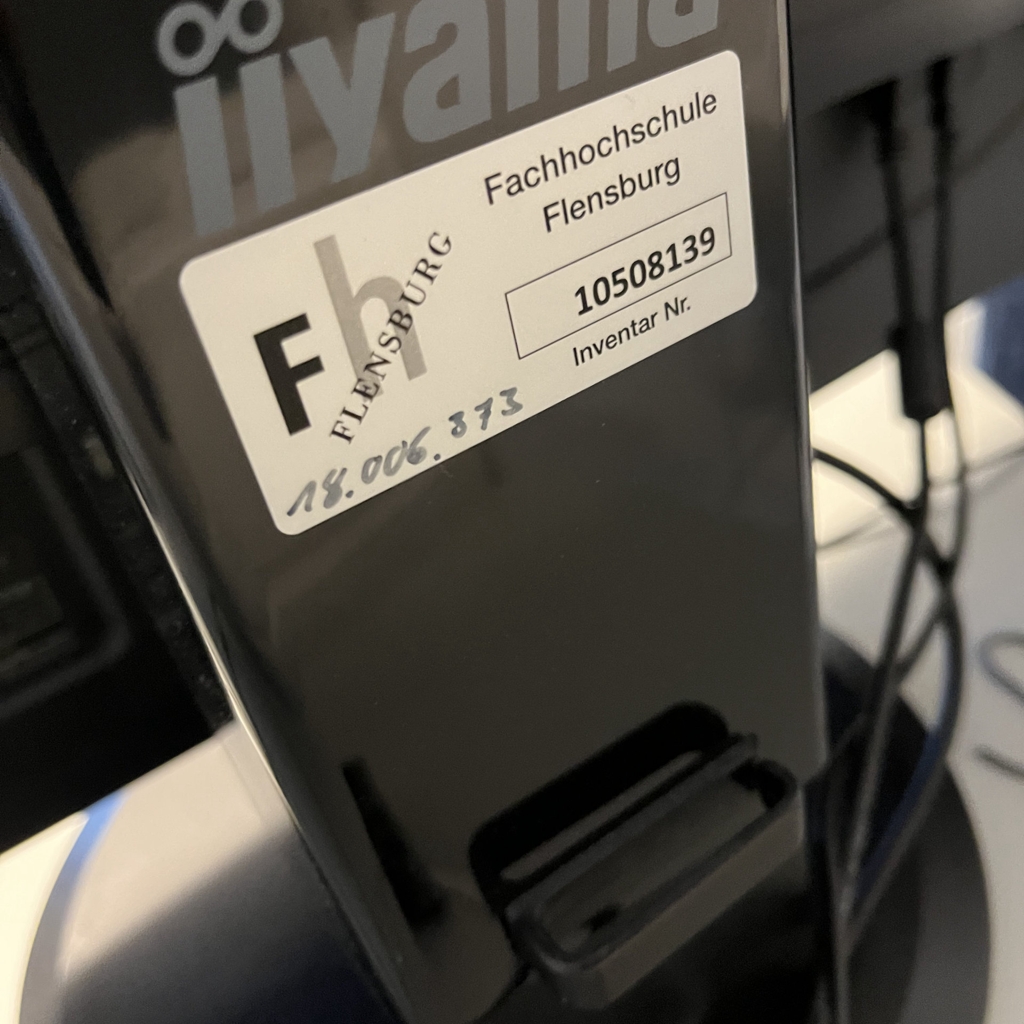 iiyama
Fachhochschule
Flensburg
10508139
Inventar Nr.
Fh
FLENSBURG
18.006.373